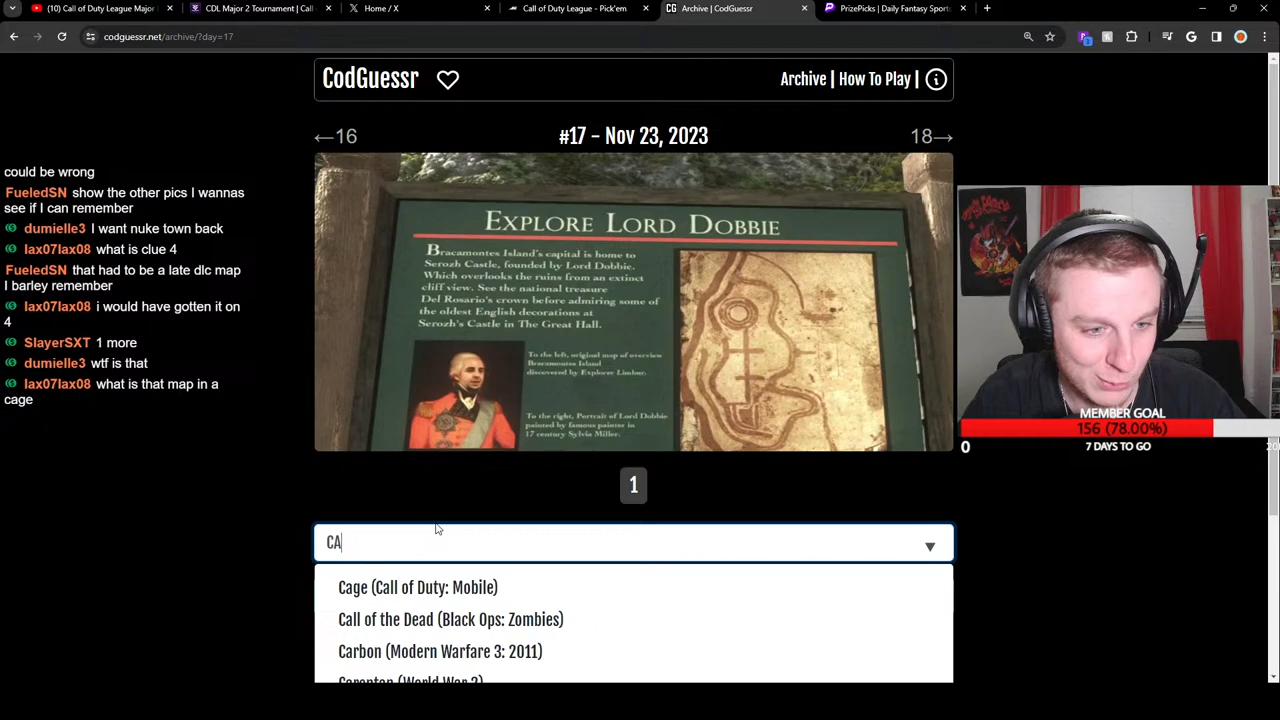 (10) Call of Duty League Major
CDL Major 2 Tournament | Call
Home / X
Call of Duty League - Pick'em
CG Archive | CodGuessr
PrizePicks | Daily Fantasy Sport
codguessr.net/archive/?day=17
CodGuessr
Archive | How To Play |
←16
#17 - Nov 23, 2023
18→
could be wrong
FueledSN show the other pics I wannas
see if I can remember
dumielle3 I want nuke town back
lax07lax08 what is clue 4
FueledSN that had to be a late dlc map
I barley remember
lax07lax08 i would have gotten it on
4
SlayerSXT 1 more
dumielle3 wtf is that
lax07lax08 what is that map in a
cage
EXPLORE LORD DOBBIE
Bracamontes Island's capital is home to
Serozh Castle, founded by Lord Dobbie.
Which overlooks the ruins from an extinct
cliff view. See the national treasure
Del Rosario's crown before admiring some of
the oldest English decorations at
Serozh's Castle in The Great Hall.
To the left, original map of overview
Bracamontes Island
discovered by Explorer Limbur.
To the right, Portrait of Lord Dobbie
painted by famous painter in
17 century Sylvia Miller.
MEMBER GOAL
156 (78.00%)
0
20
7 DAYS TO GO
1
CA
Cage (Call of Duty: Mobile)
Call of the Dead (Black Ops: Zombies)
Carbon (Modern Warfare 3: 2011)
Carentan (World War 2)